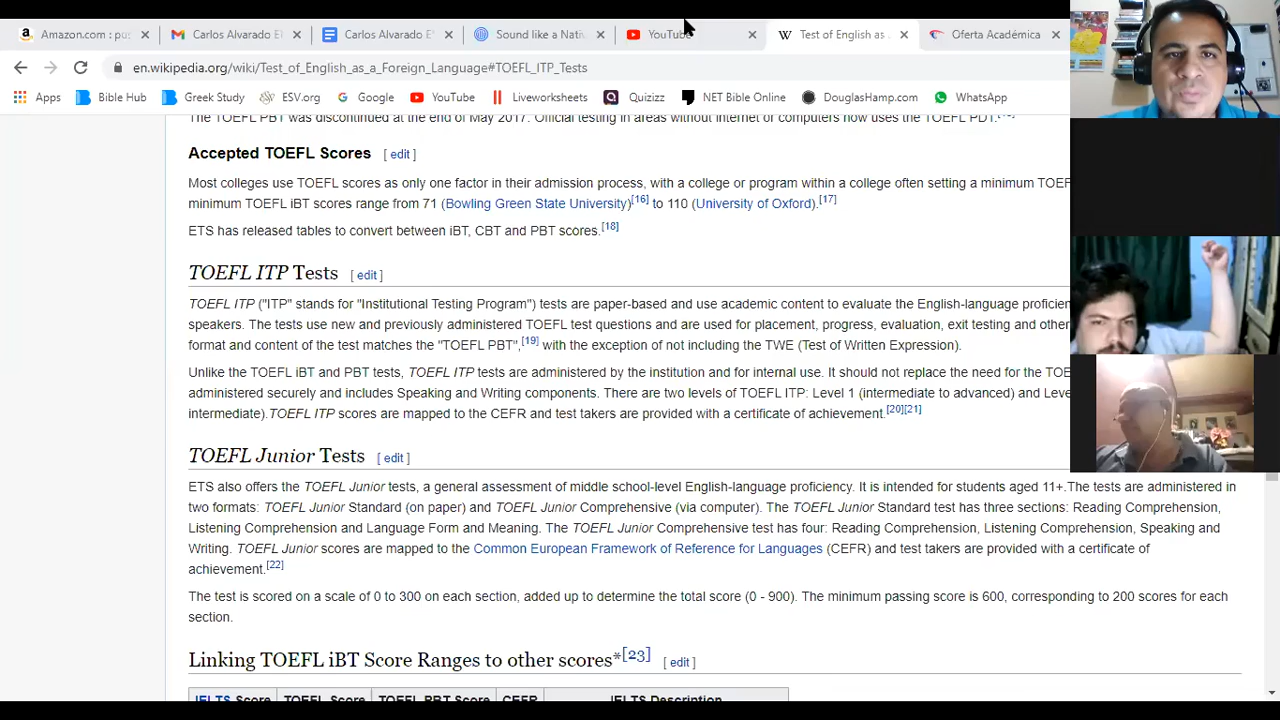 Amazon.com : pu
Carlos Alvarado E
Carlos Alvara
Sound like a Nati
YouTube
Test of English as
Oferta Académica
en.wikipedia.org/wiki/Test_of_English_as_a_Foreign_language#TOEFL_ITP_Tests
Apps Bible Hub Greek Study ESV.org Google YouTube Liveworksheets Quizizz NET Bible Online DouglasHamp.com WhatsApp
The TOEFL PBT was discontinued at the end of May 2017. Official testing in areas without internet or computers now uses the TOEFL PDT.
Accepted TOEFL Scores [ edit ]
Most colleges use TOEFL scores as only one factor in their admission process, with a college or program within a college often setting a minimum TOEF
minimum TOEFL iBT scores range from 71 (Bowling Green State University)[16] to 110 (University of Oxford).[17]
ETS has released tables to convert between iBT, CBT and PBT scores.[18]
TOEFL ITP Tests [ edit ]
TOEFL ITP ("ITP" stands for "Institutional Testing Program") tests are paper-based and use academic content to evaluate the English-language proficien
speakers. The tests use new and previously administered TOEFL test questions and are used for placement, progress, evaluation, exit testing and other
format and content of the test matches the "TOEFL PBT",[19] with the exception of not including the TWE (Test of Written Expression).
Unlike the TOEFL iBT and PBT tests, TOEFL ITP tests are administered by the institution and for internal use. It should not replace the need for the TOE
administered securely and includes Speaking and Writing components. There are two levels of TOEFL ITP: Level 1 (intermediate to advanced) and Leve
intermediate).TOEFL ITP scores are mapped to the CEFR and test takers are provided with a certificate of achievement.[20][21]
TOEFL Junior Tests [ edit ]
ETS also offers the TOEFL Junior tests, a general assessment of middle school-level English-language proficiency. It is intended for students aged 11+.The tests are administered in
two formats: TOEFL Junior Standard (on paper) and TOEFL Junior Comprehensive (via computer). The TOEFL Junior Standard test has three sections: Reading Comprehension,
Listening Comprehension and Language Form and Meaning. The TOEFL Junior Comprehensive test has four: Reading Comprehension, Listening Comprehension, Speaking and
Writing. TOEFL Junior scores are mapped to the Common European Framework of Reference for Languages (CEFR) and test takers are provided with a certificate of
achievement.[22]
The test is scored on a scale of 0 to 300 on each section, added up to determine the total score (0 - 900). The minimum passing score is 600, corresponding to 200 scores for each
section.
Linking TOEFL iBT Score Ranges to other scores*[23] [ edit ]
IELTS Score TOEFL Score TOEFL PBT Score CEFR IELTS Description